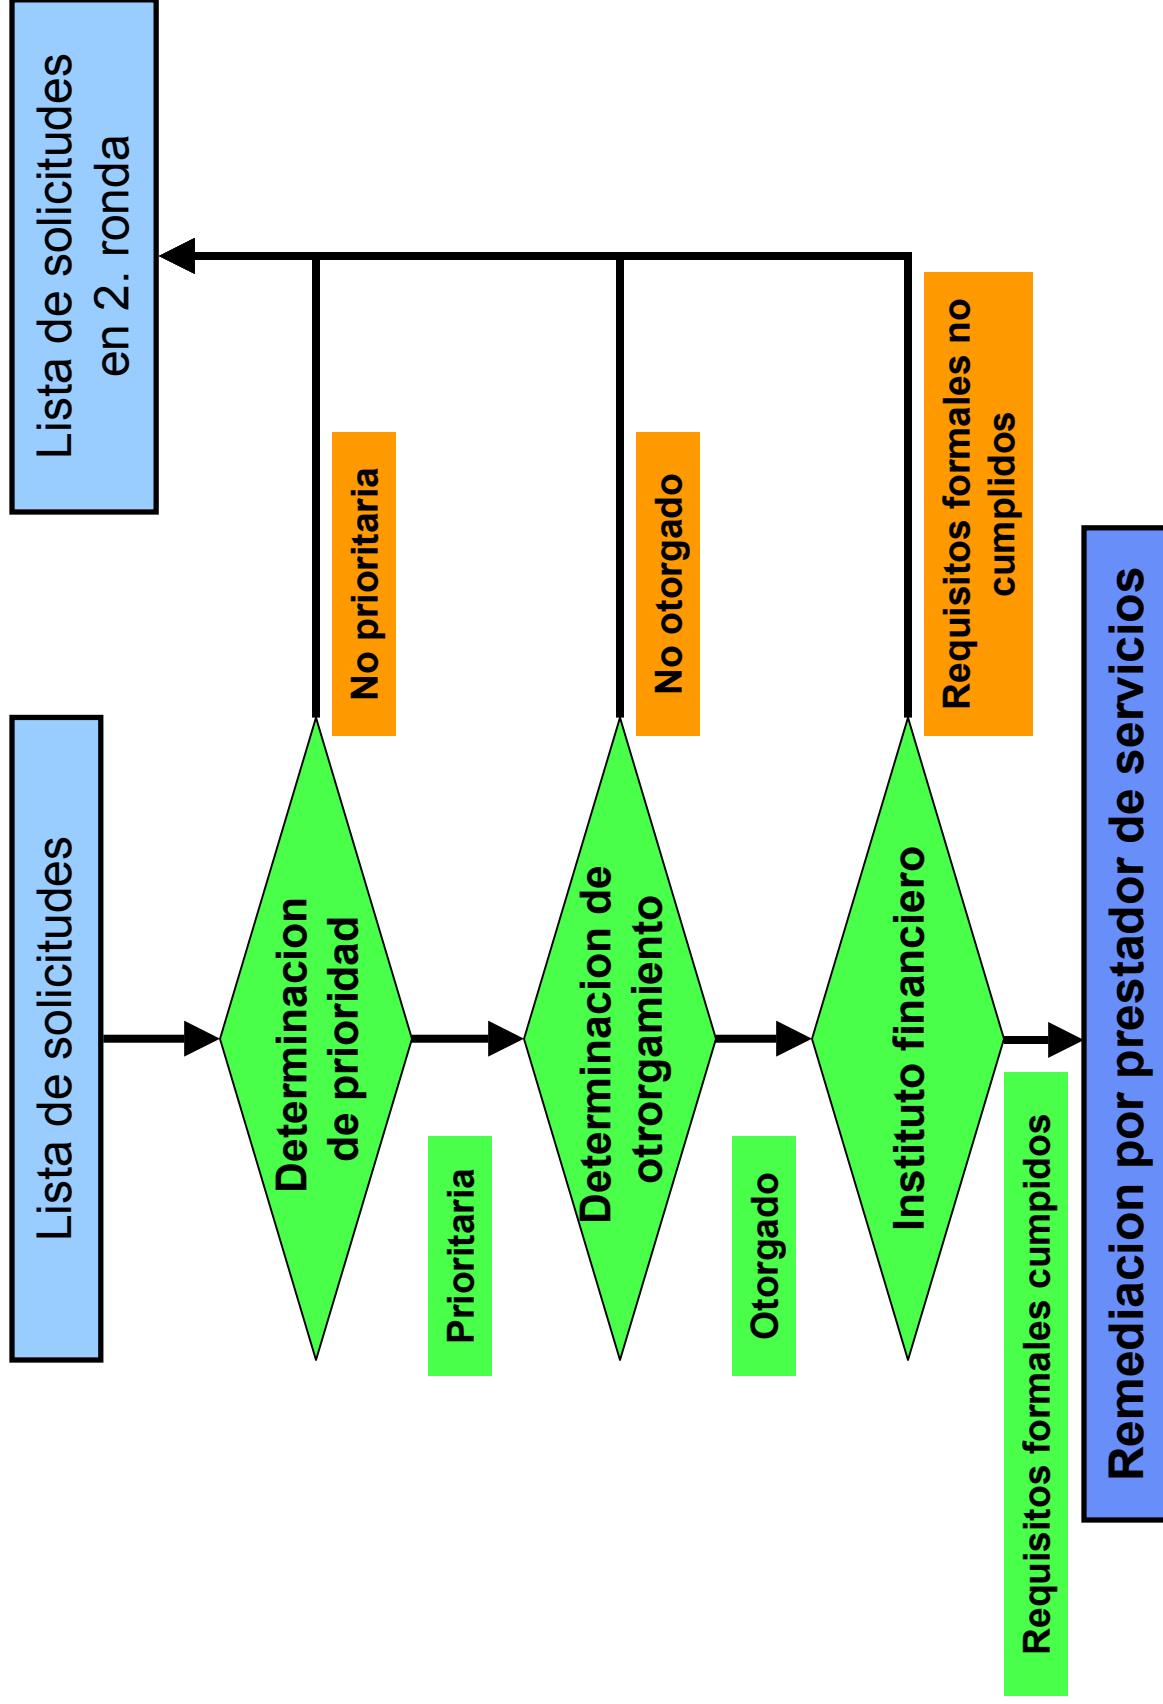 Lista de solicitudes
Lista de solicitudes
en 2. ronda
Determinacion
de prioridad
No prioritaria
Prioritaria
Determinacion de
otrorgamiento
No otorgado
Otorgado
Instituto financiero
Requisitos formales no
cumplidos
Requisitos formales cumpidos
Remediacion por prestador de servicios